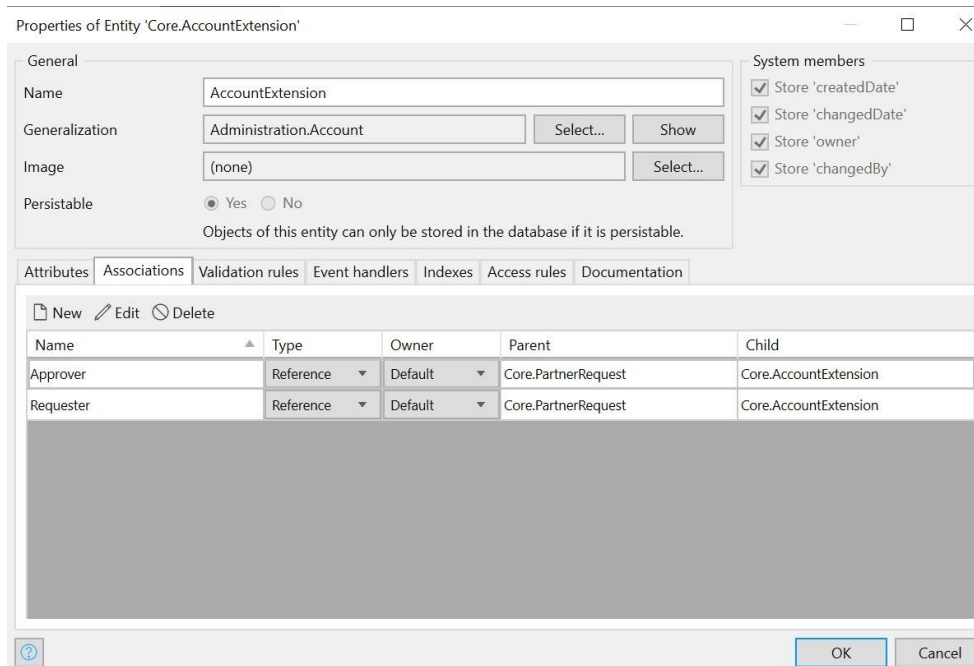 Properties of Entity 'Core.AccountExtension'
General
Name AccountExtension
Generalization Administration.Account Select... Show
Image (none) Select...
Persistable Yes No
Objects of this entity can only be stored in the database if it is persistable.
System members
Store 'createdDate'
Store 'changedDate'
Store 'owner'
Store 'changedBy'
Attributes Associations Validation rules Event handlers Indexes Access rules Documentation
New Edit Delete
Name Type Owner Parent Child
Approver Reference Default Core.PartnerRequest Core.AccountExtension
Requester Reference Default Core.PartnerRequest Core.AccountExtension
? OK Cancel